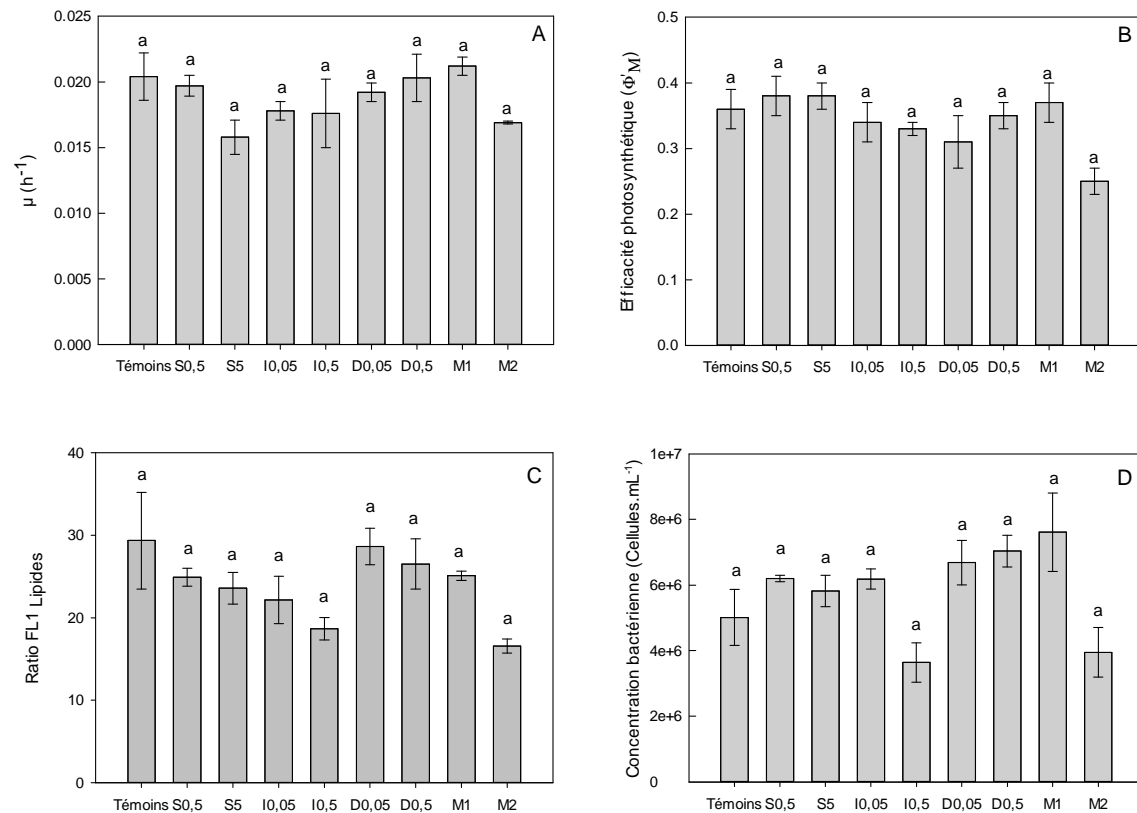 A
µ (h-1)
0.025
0.020
0.015
0.010
0.005
0.000
a a a a a a a a a
Témoins S0,5 S5 I0,05 I0,5 D0,05 D0,5 M1 M2
B
Efficacité photosynthétique (Φ'M)
0.5
0.4
0.3
0.2
0.1
0.0
a a a a a a a a a
Témoins S0,5 S5 I0,05 I0,5 D0,05 D0,5 M1 M2
C
Ratio FL1 Lipides
40
30
20
10
0
a a a a a a a a a
Témoins S0,5 S5 I0,05 I0,5 D0,05 D0,5 M1 M2
D
Concentration bactérienne (Cellules.mL-1)
1e+7
8e+6
6e+6
4e+6
2e+6
0
a a a a a a a a a
Témoins S0,5 S5 I0,05 I0,5 D0,05 D0,5 M1 M2